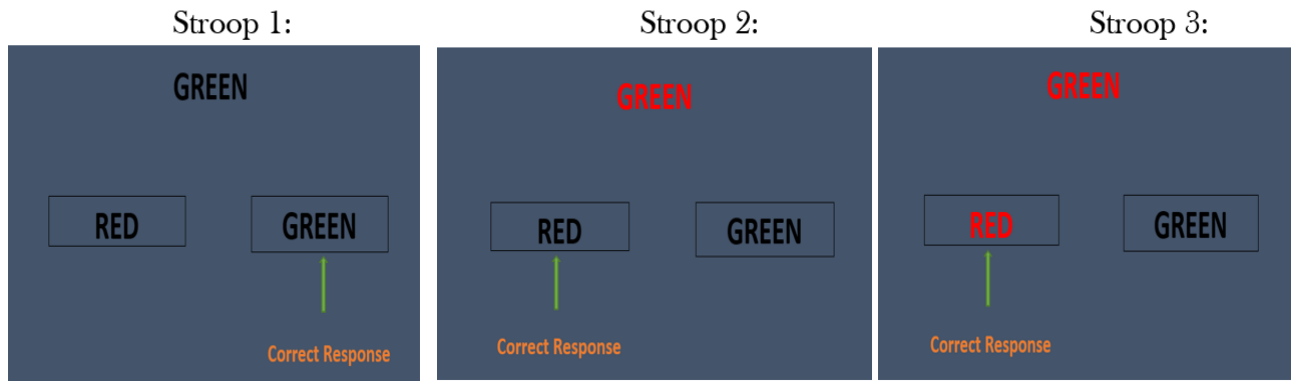 Stroop 1:
GREEN
RED
GREEN
Correct Response
Stroop 2:
GREEN
RED
GREEN
Correct Response
Stroop 3:
GREEN
RED
GREEN
Correct Response